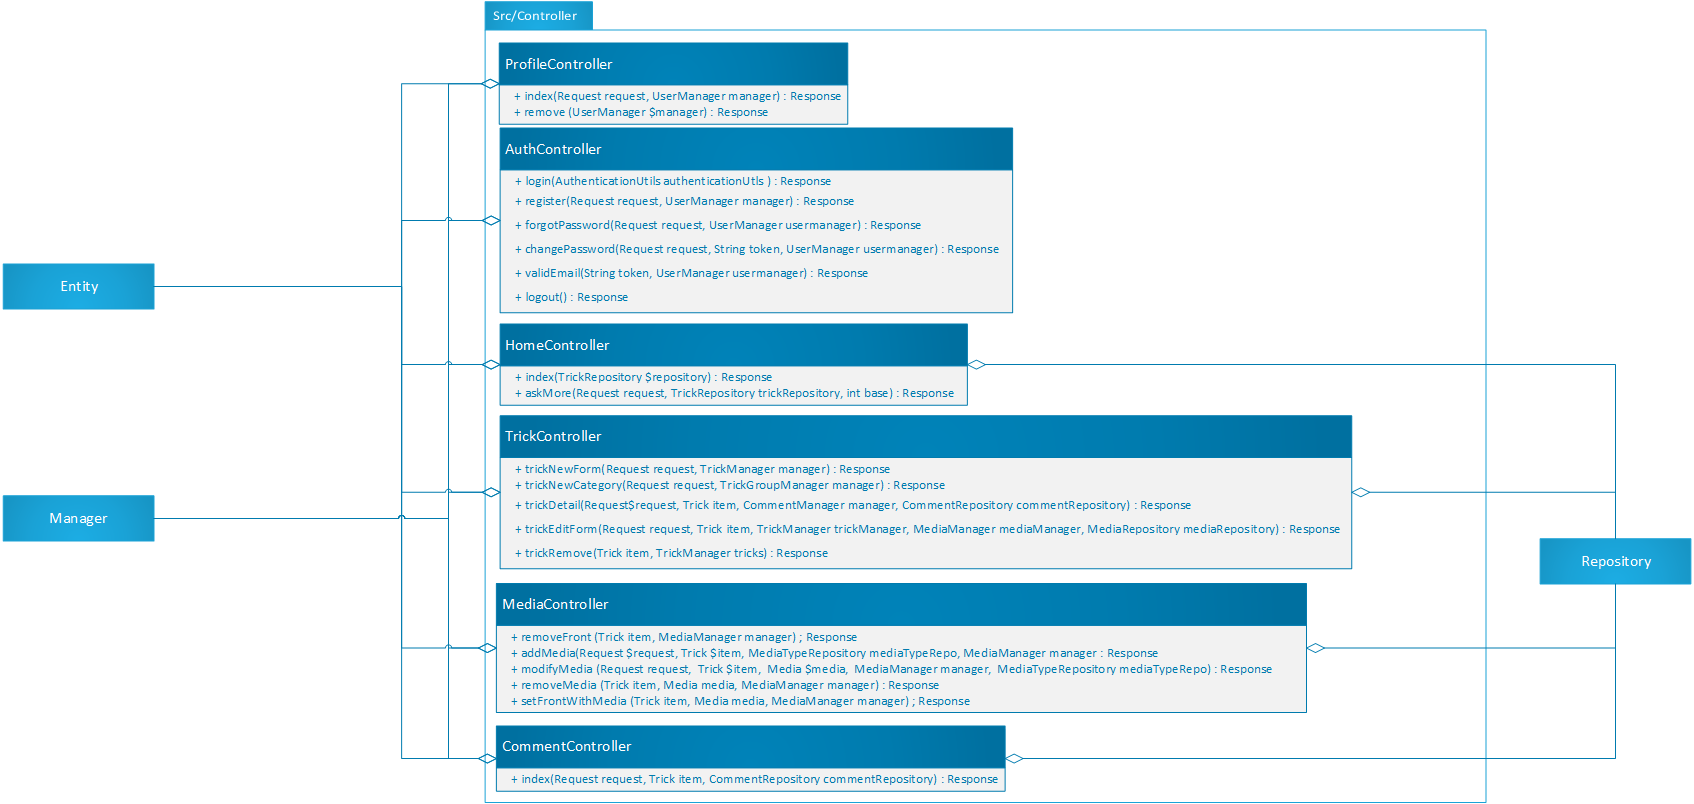 Src/Controller
ProfileController
+ index(Request request, UserManager manager) : Response
+ remove (UserManager $manager) : Response
AuthController
+ login(AuthenticationUtils authenticationUtls ) : Response
+ register(Request request, UserManager manager) : Response
+ forgotPassword(Request request, UserManager usermanager) : Response
+ changePassword(Request request, String token, UserManager usermanager) : Response
+ validEmail(String token, UserManager usermanager) : Response
+ logout() : Response
Entity
HomeController
+ index(TrickRepository $repository) : Response
+ askMore(Request request, TrickRepository trickRepository, int base) : Response
TrickController
+ trickNewForm(Request request, TrickManager manager) : Response
+ trickNewCategory(Request request, TrickGroupManager manager) : Response
+ trickDetail(Request$request, Trick item, CommentManager manager, CommentRepository commentRepository) : Response
+ trickEditForm(Request request, Trick item, TrickManager trickManager, MediaManager mediaManager, MediaRepository mediaRepository) : Response
+ trickRemove(Trick item, TrickManager tricks) : Response
Manager
Repository
MediaController
+ removeFront (Trick item, MediaManager manager) ; Response
+ addMedia(Request $request, Trick $item, MediaTypeRepository mediaTypeRepo, MediaManager manager : Response
+ modifyMedia (Request request, Trick $item, Media $media, MediaManager manager, MediaTypeRepository mediaTypeRepo) : Response
+ removeMedia (Trick item, Media media, MediaManager manager) : Response
+ setFrontWithMedia (Trick item, Media media, MediaManager manager) ; Response
CommentController
+ index(Request request, Trick item, CommentRepository commentRepository) : Response